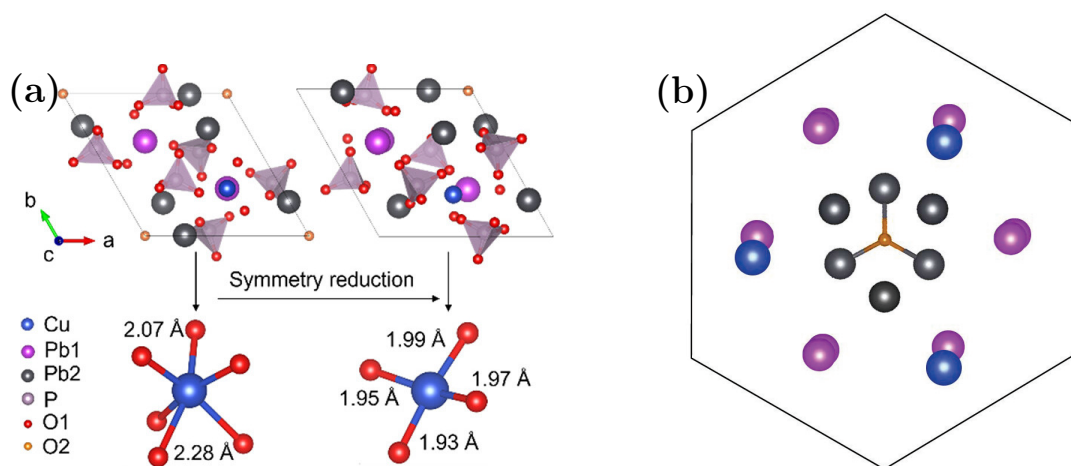 (a)
(b)
b
a
c
Symmetry reduction
Cu
Pb1
Pb2
P
O1
O2
2.07 Å
2.28 Å
1.99 Å
1.97 Å
1.95 Å
1.93 Å